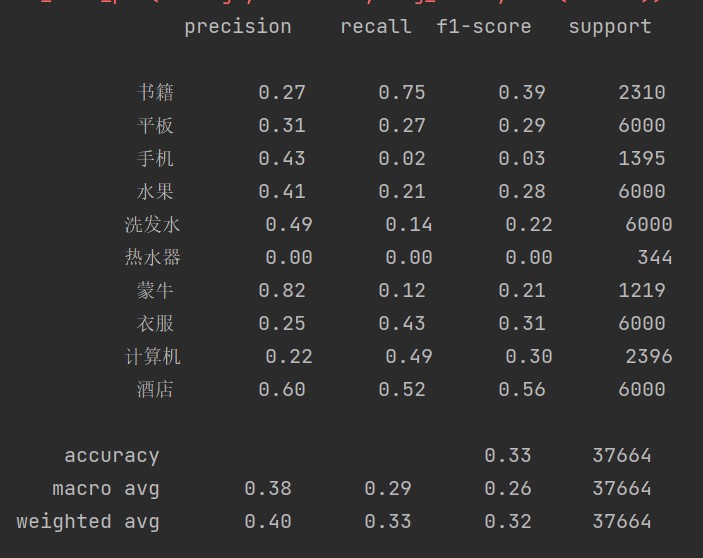 precision recall f1-score support
书籍 0.27 0.75 0.39 2310
平板 0.31 0.27 0.29 6000
手机 0.43 0.02 0.03 1395
水果 0.41 0.21 0.28 6000
洗发水 0.49 0.14 0.22 6000
热水器 0.00 0.00 0.00 344
蒙牛 0.82 0.12 0.21 1219
衣服 0.25 0.43 0.31 6000
计算机 0.22 0.49 0.30 2396
酒店 0.60 0.52 0.56 6000
accuracy 0.33 37664
macro avg 0.38 0.29 0.26 37664
weighted avg 0.40 0.33 0.32 37664